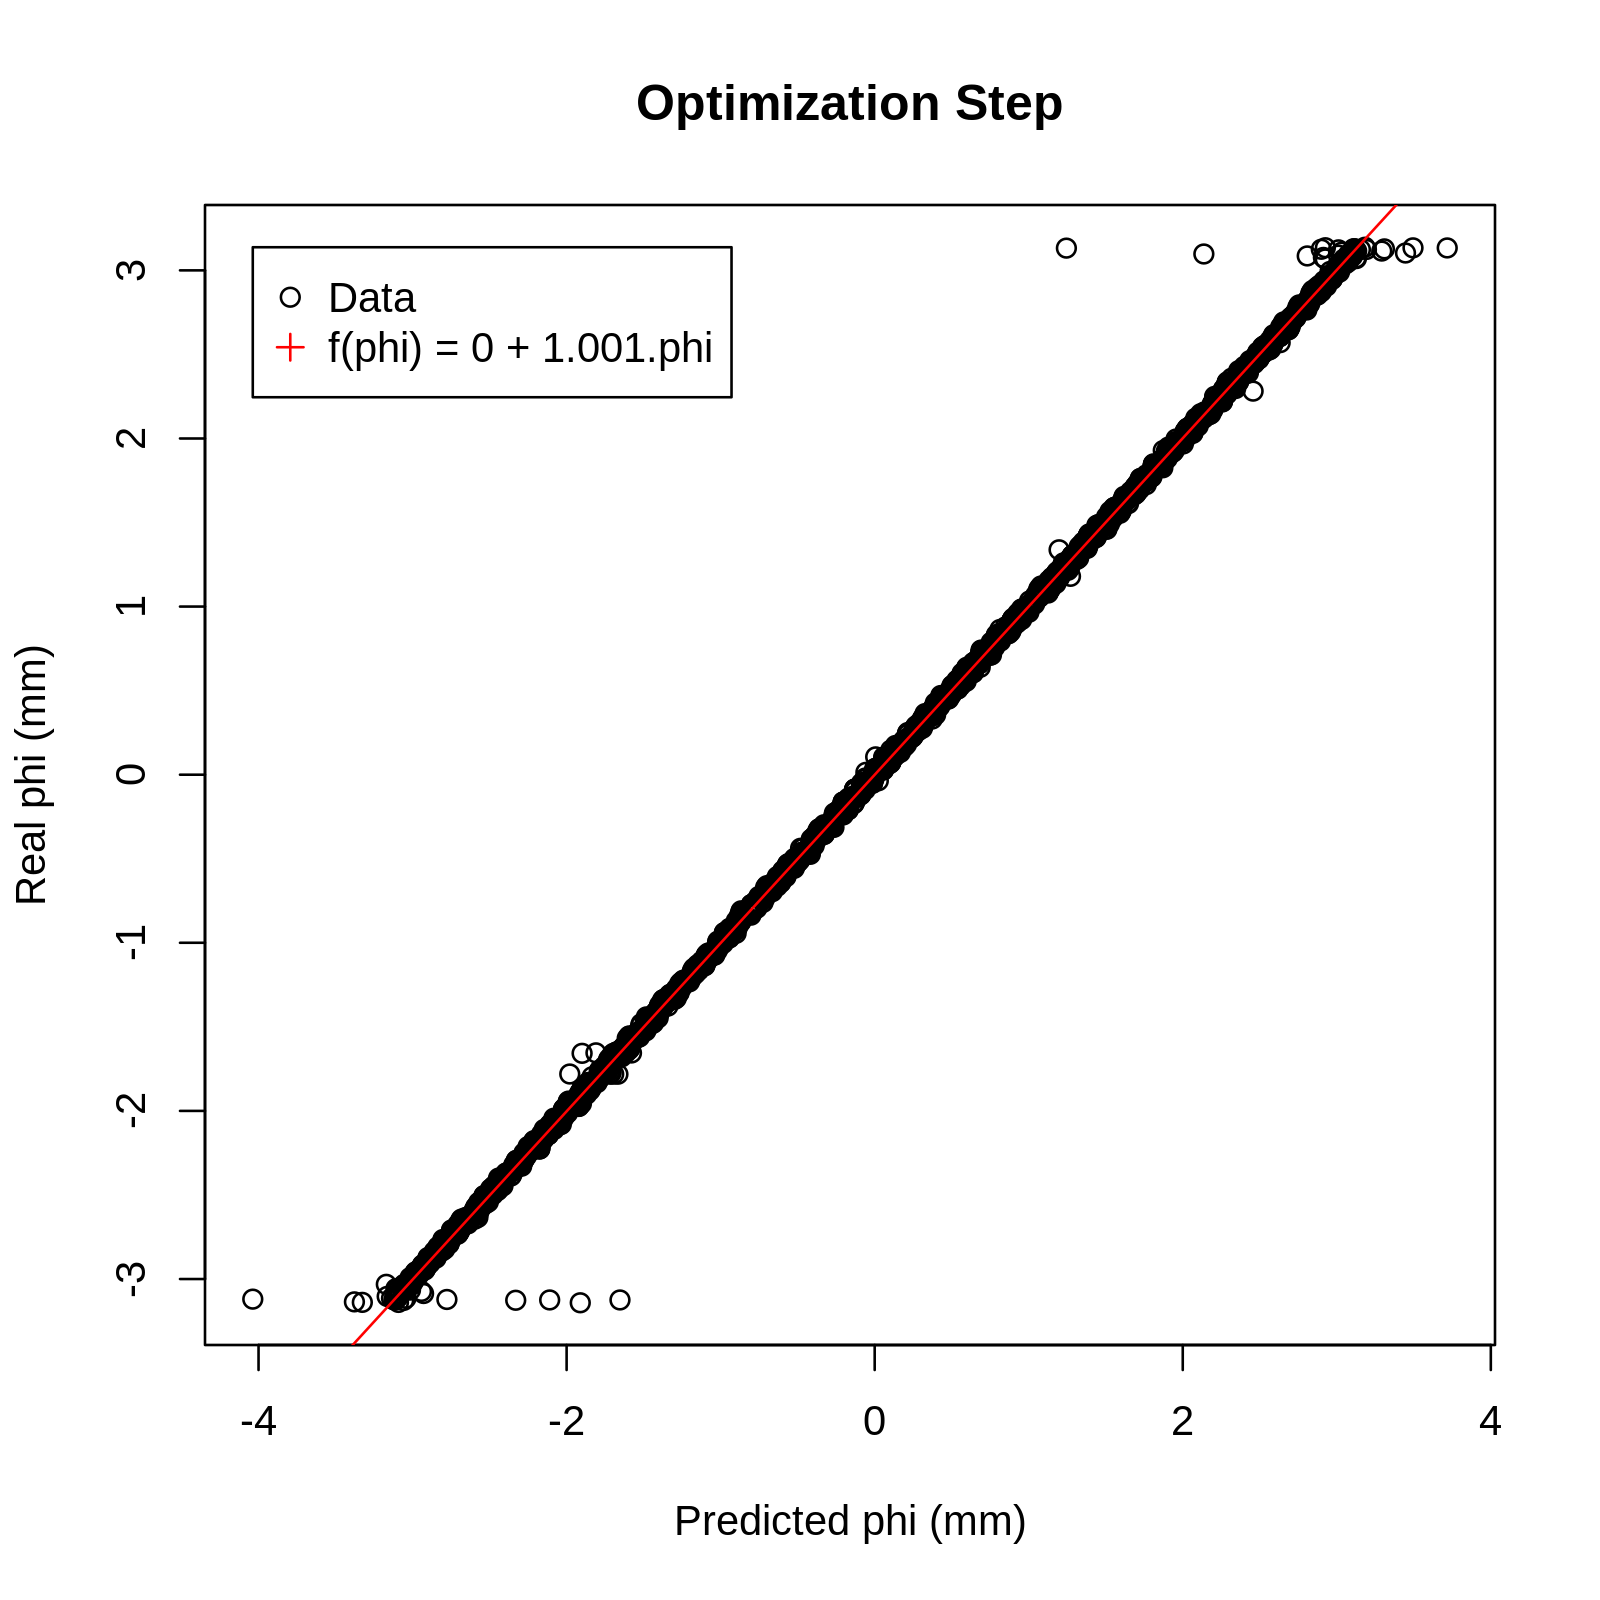 Optimization Step
Data
f(phi) = 0 + 1.001.phi
Real phi (mm)
3
2
1
0
-1
-2
-3
-4
-2
0
2
4
Predicted phi (mm)